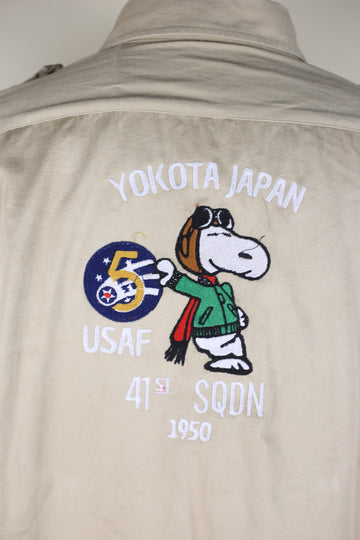 YOKOTA JAPAN
5
USAF
41ST SQDN
1950